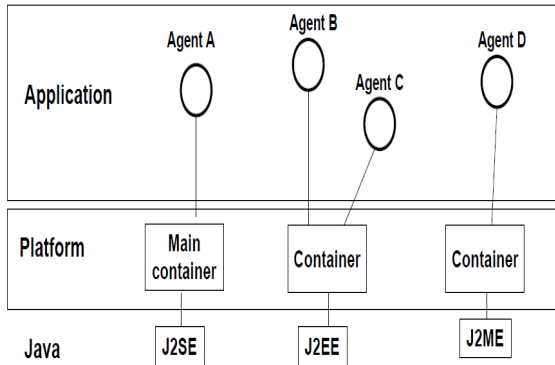 Agent A
Agent B
Agent D
Agent C
Application
Platform
Main
container
Container
Container
Java
J2SE
J2EE
J2ME